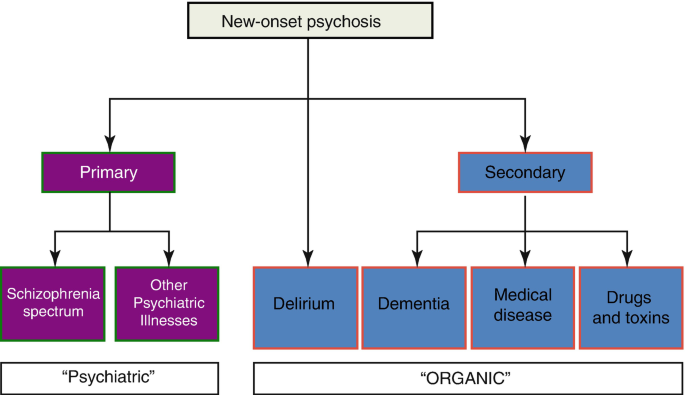 New-onset psychosis
Primary
Secondary
Schizophrenia
spectrum
Other
Psychiatric
Illnesses
Delirium
Dementia
Medical
disease
Drugs
and toxins
“Psychiatric”
“ORGANIC”